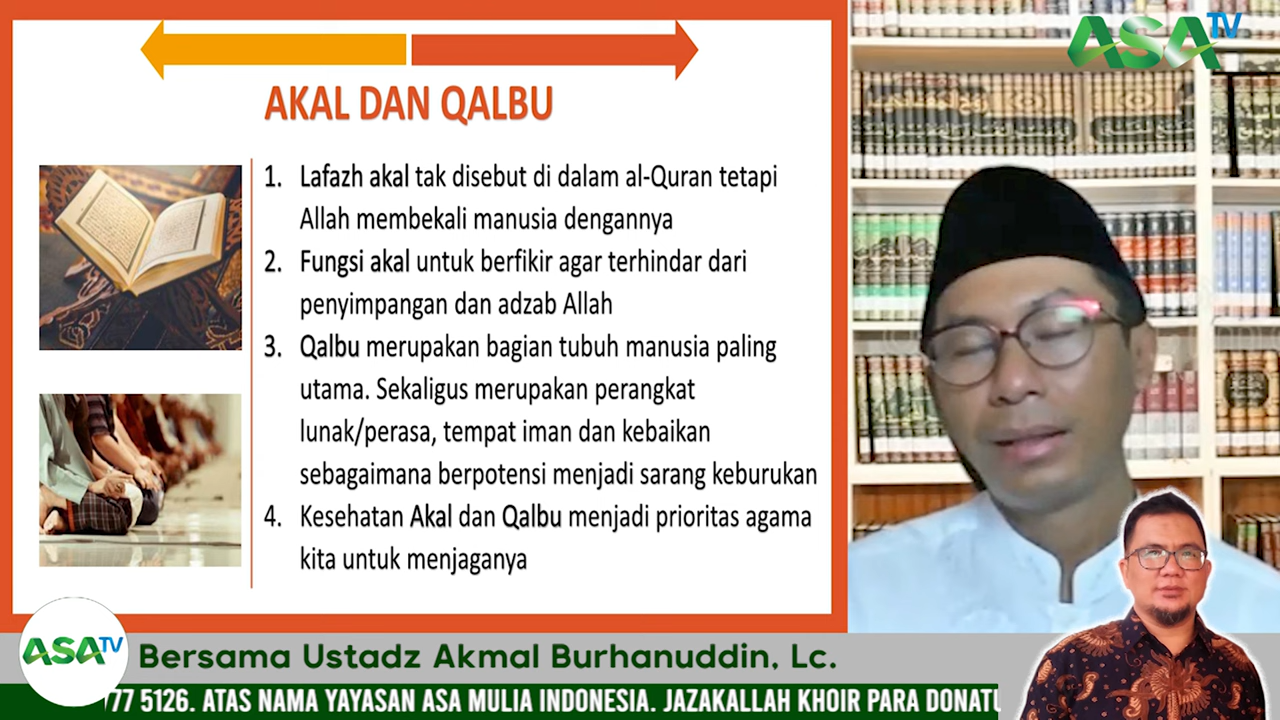 AKAL DAN QALBU
1. Lafazh akal tak disebut di dalam al-Quran tetapi
Allah membekali manusia dengannya
2. Fungsi akal untuk berfikir agar terhindar dari
penyimpangan dan adzab Allah
3. Qalbu merupakan bagian tubuh manusia paling
utama. Sekaligus merupakan perangkat
lunak/perasa, tempat iman dan kebaikan
sebagaimana berpotensi menjadi sarang keburukan
4. Kesehatan Akal dan Qalbu menjadi prioritas agama
kita untuk menjaganya
ASA TV
ASA TV
Bersama Ustadz Akmal Burhanuddin, Lc.
777 5126. ATAS NAMA YAYASAN ASA MULIA INDONESIA. JAZAKALLAH KHOIR PARA DONATU